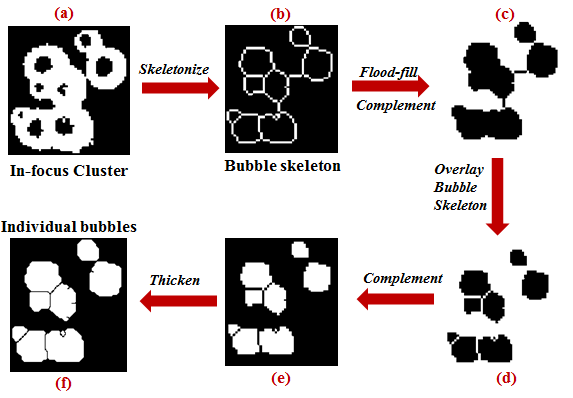 (a)
(b)
(c)
Skeletonize
Flood-fill
Complement
In-focus Cluster
Bubble skeleton
Overlay
Bubble
Skeleton
Individual bubbles
Thicken
Complement
(f)
(e)
(d)